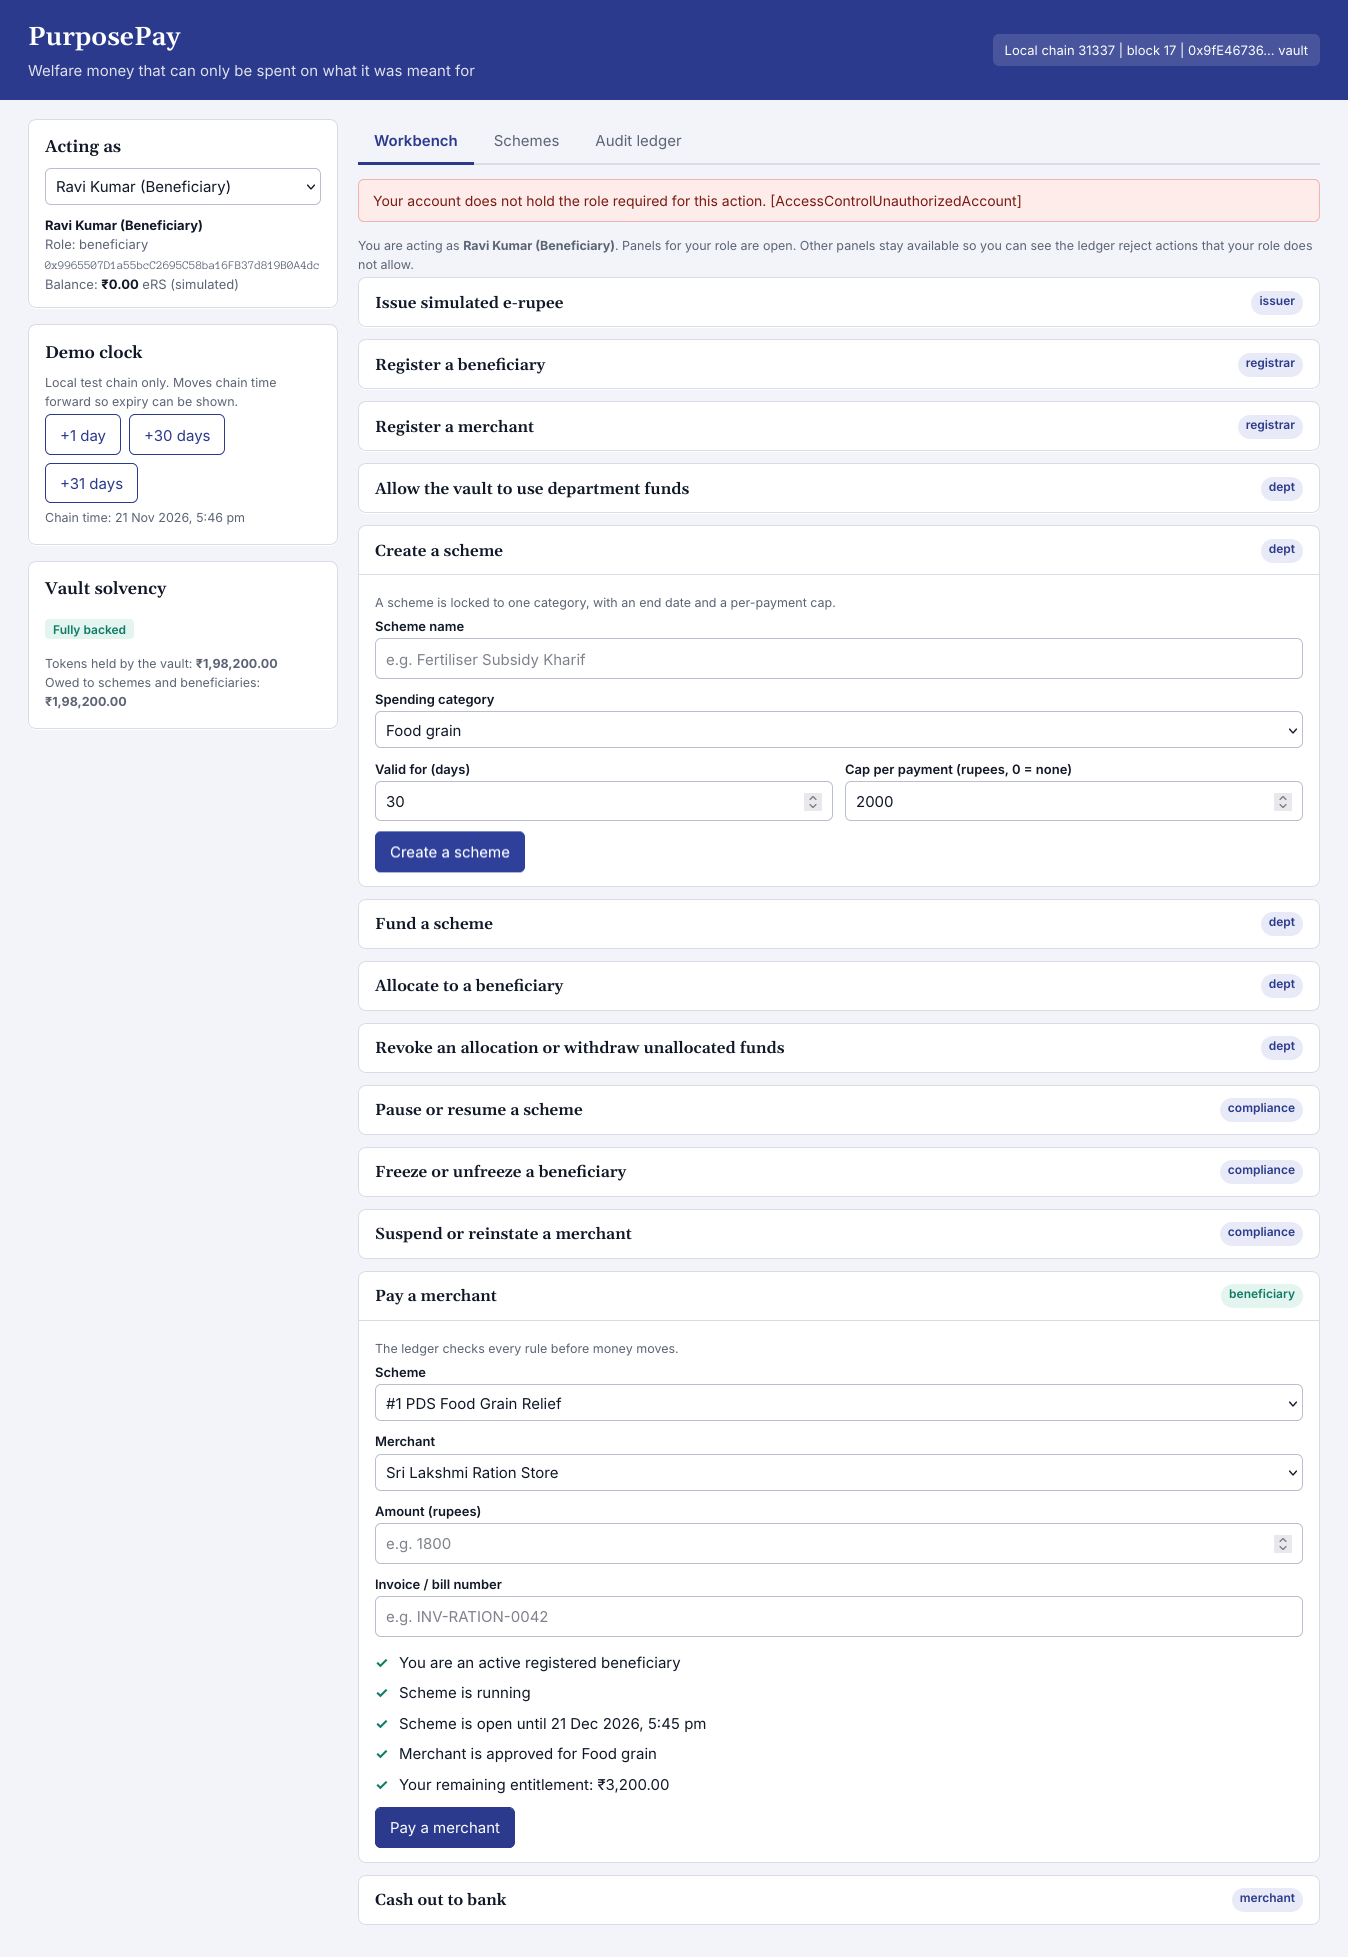 PurposePay
Welfare money that can only be spent on what it was meant for
Local chain 31337 | block 17 | 0x9fE46736... vault
Acting as
Ravi Kumar (Beneficiary)
Ravi Kumar (Beneficiary)
Role: beneficiary
0x9965507D1a55bcC2695C58ba16FB37d819B0A4dc
Balance: ₹0.00 eRS (simulated)
Demo clock
Local test chain only. Moves chain time
forward so expiry can be shown.
+1 day
+30 days
+31 days
Chain time: 21 Nov 2026, 5:46 pm
Vault solvency
Fully backed
Tokens held by the vault: ₹1,98,200.00
Owed to schemes and beneficiaries:
₹1,98,200.00
Workbench
Schemes
Audit ledger
Your account does not hold the role required for this action. [AccessControlUnauthorizedAccount]
You are acting as Ravi Kumar (Beneficiary). Panels for your role are open. Other panels stay available so you can see the ledger reject actions that your role does
not allow.
Issue simulated e-rupee
issuer
Register a beneficiary
registrar
Register a merchant
registrar
Allow the vault to use department funds
dept
Create a scheme
dept
A scheme is locked to one category, with an end date and a per-payment cap.
Scheme name
e.g. Fertiliser Subsidy Kharif
Spending category
Food grain
Valid for (days)
Cap per payment (rupees, 0 = none)
30
2000
Create a scheme
Fund a scheme
dept
Allocate to a beneficiary
dept
Revoke an allocation or withdraw unallocated funds
dept
Pause or resume a scheme
compliance
Freeze or unfreeze a beneficiary
compliance
Suspend or reinstate a merchant
compliance
Pay a merchant
beneficiary
The ledger checks every rule before money moves.
Scheme
#1 PDS Food Grain Relief
Merchant
Sri Lakshmi Ration Store
Amount (rupees)
e.g. 1800
Invoice / bill number
e.g. INV-RATION-0042
✓ You are an active registered beneficiary
✓ Scheme is running
✓ Scheme is open until 21 Dec 2026, 5:45 pm
✓ Merchant is approved for Food grain
✓ Your remaining entitlement: ₹3,200.00
Pay a merchant
Cash out to bank
merchant